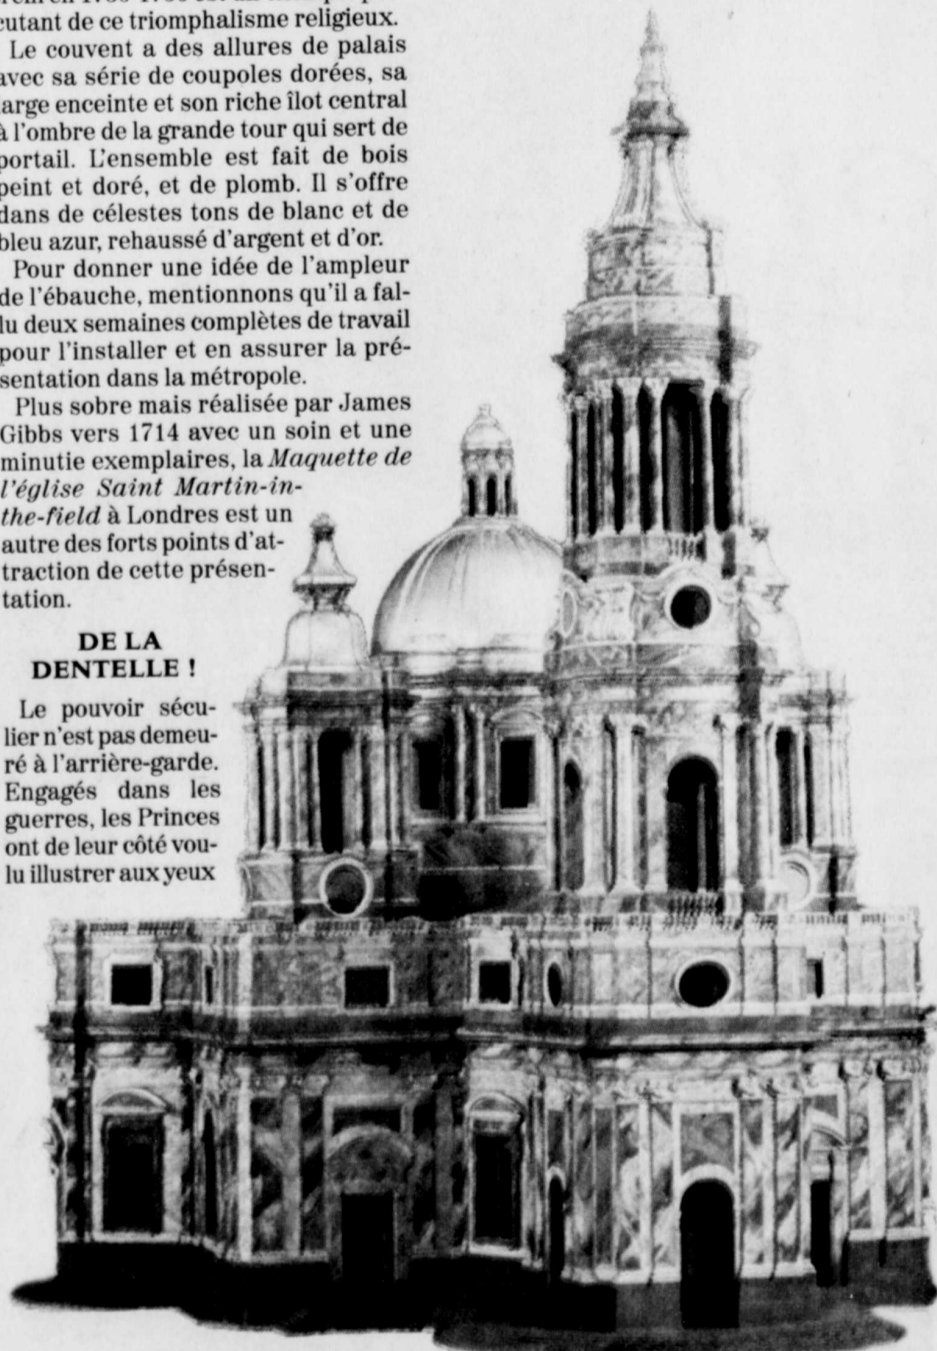 cutant de ce triomphalisme religieux.
Le couvent a des allures de palais
avec sa série de coupoles dorées, sa
large enceinte et son riche îlot central
à l'ombre de la grande tour qui sert de
portail. L'ensemble est fait de bois
peint et doré, et de plomb. Il s'offre
dans de célestes tons de blanc et de
bleu azur, rehaussé d'argent et d'or.
Pour donner une idée de l'ampleur
de l'ébauche, mentionnons qu'il a fal-
lu deux semaines complètes de travail
pour l'installer et en assurer la pré-
sentation dans la métropole.
Plus sobre mais réalisée par James
Gibbs vers 1714 avec un soin et une
minutie exemplaires, la Maquette de
l'église Saint Martin-in-
the-field à Londres est un
autre des forts points d'at-
traction de cette présen-
tation.
DE LA
DENTELLE !
Le pouvoir sécu-
lier n'est pas demeu-
ré à l'arrière-garde.
Engagés dans les
guerres, les Princes
ont de leur côté vou-
lu illustrer aux yeux